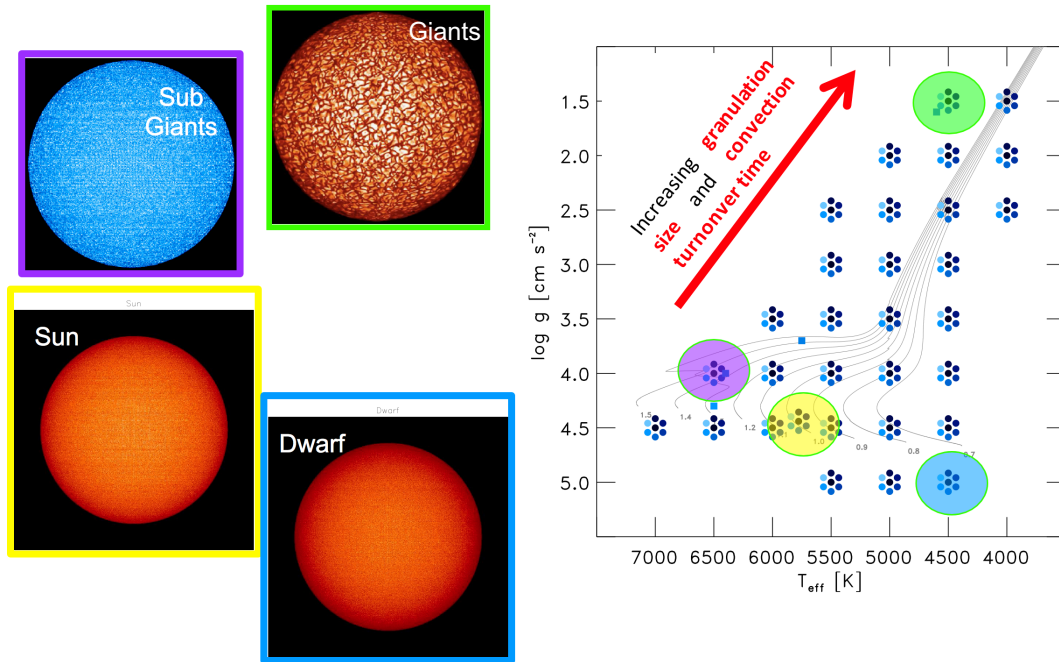 Sub
Giants
Giants
Sun
Sun
Dwarf
Dwarf
Increasing granulation
size and convection
turnonver time
log g [cm s⁻²]
1.5
2.0
2.5
3.0
3.5
4.0
4.5
5.0
1.5
1.4
1.2
1.0
0.9
0.8
0.7
7000 6500 6000 5500 5000 4500 4000
T_eff [K]